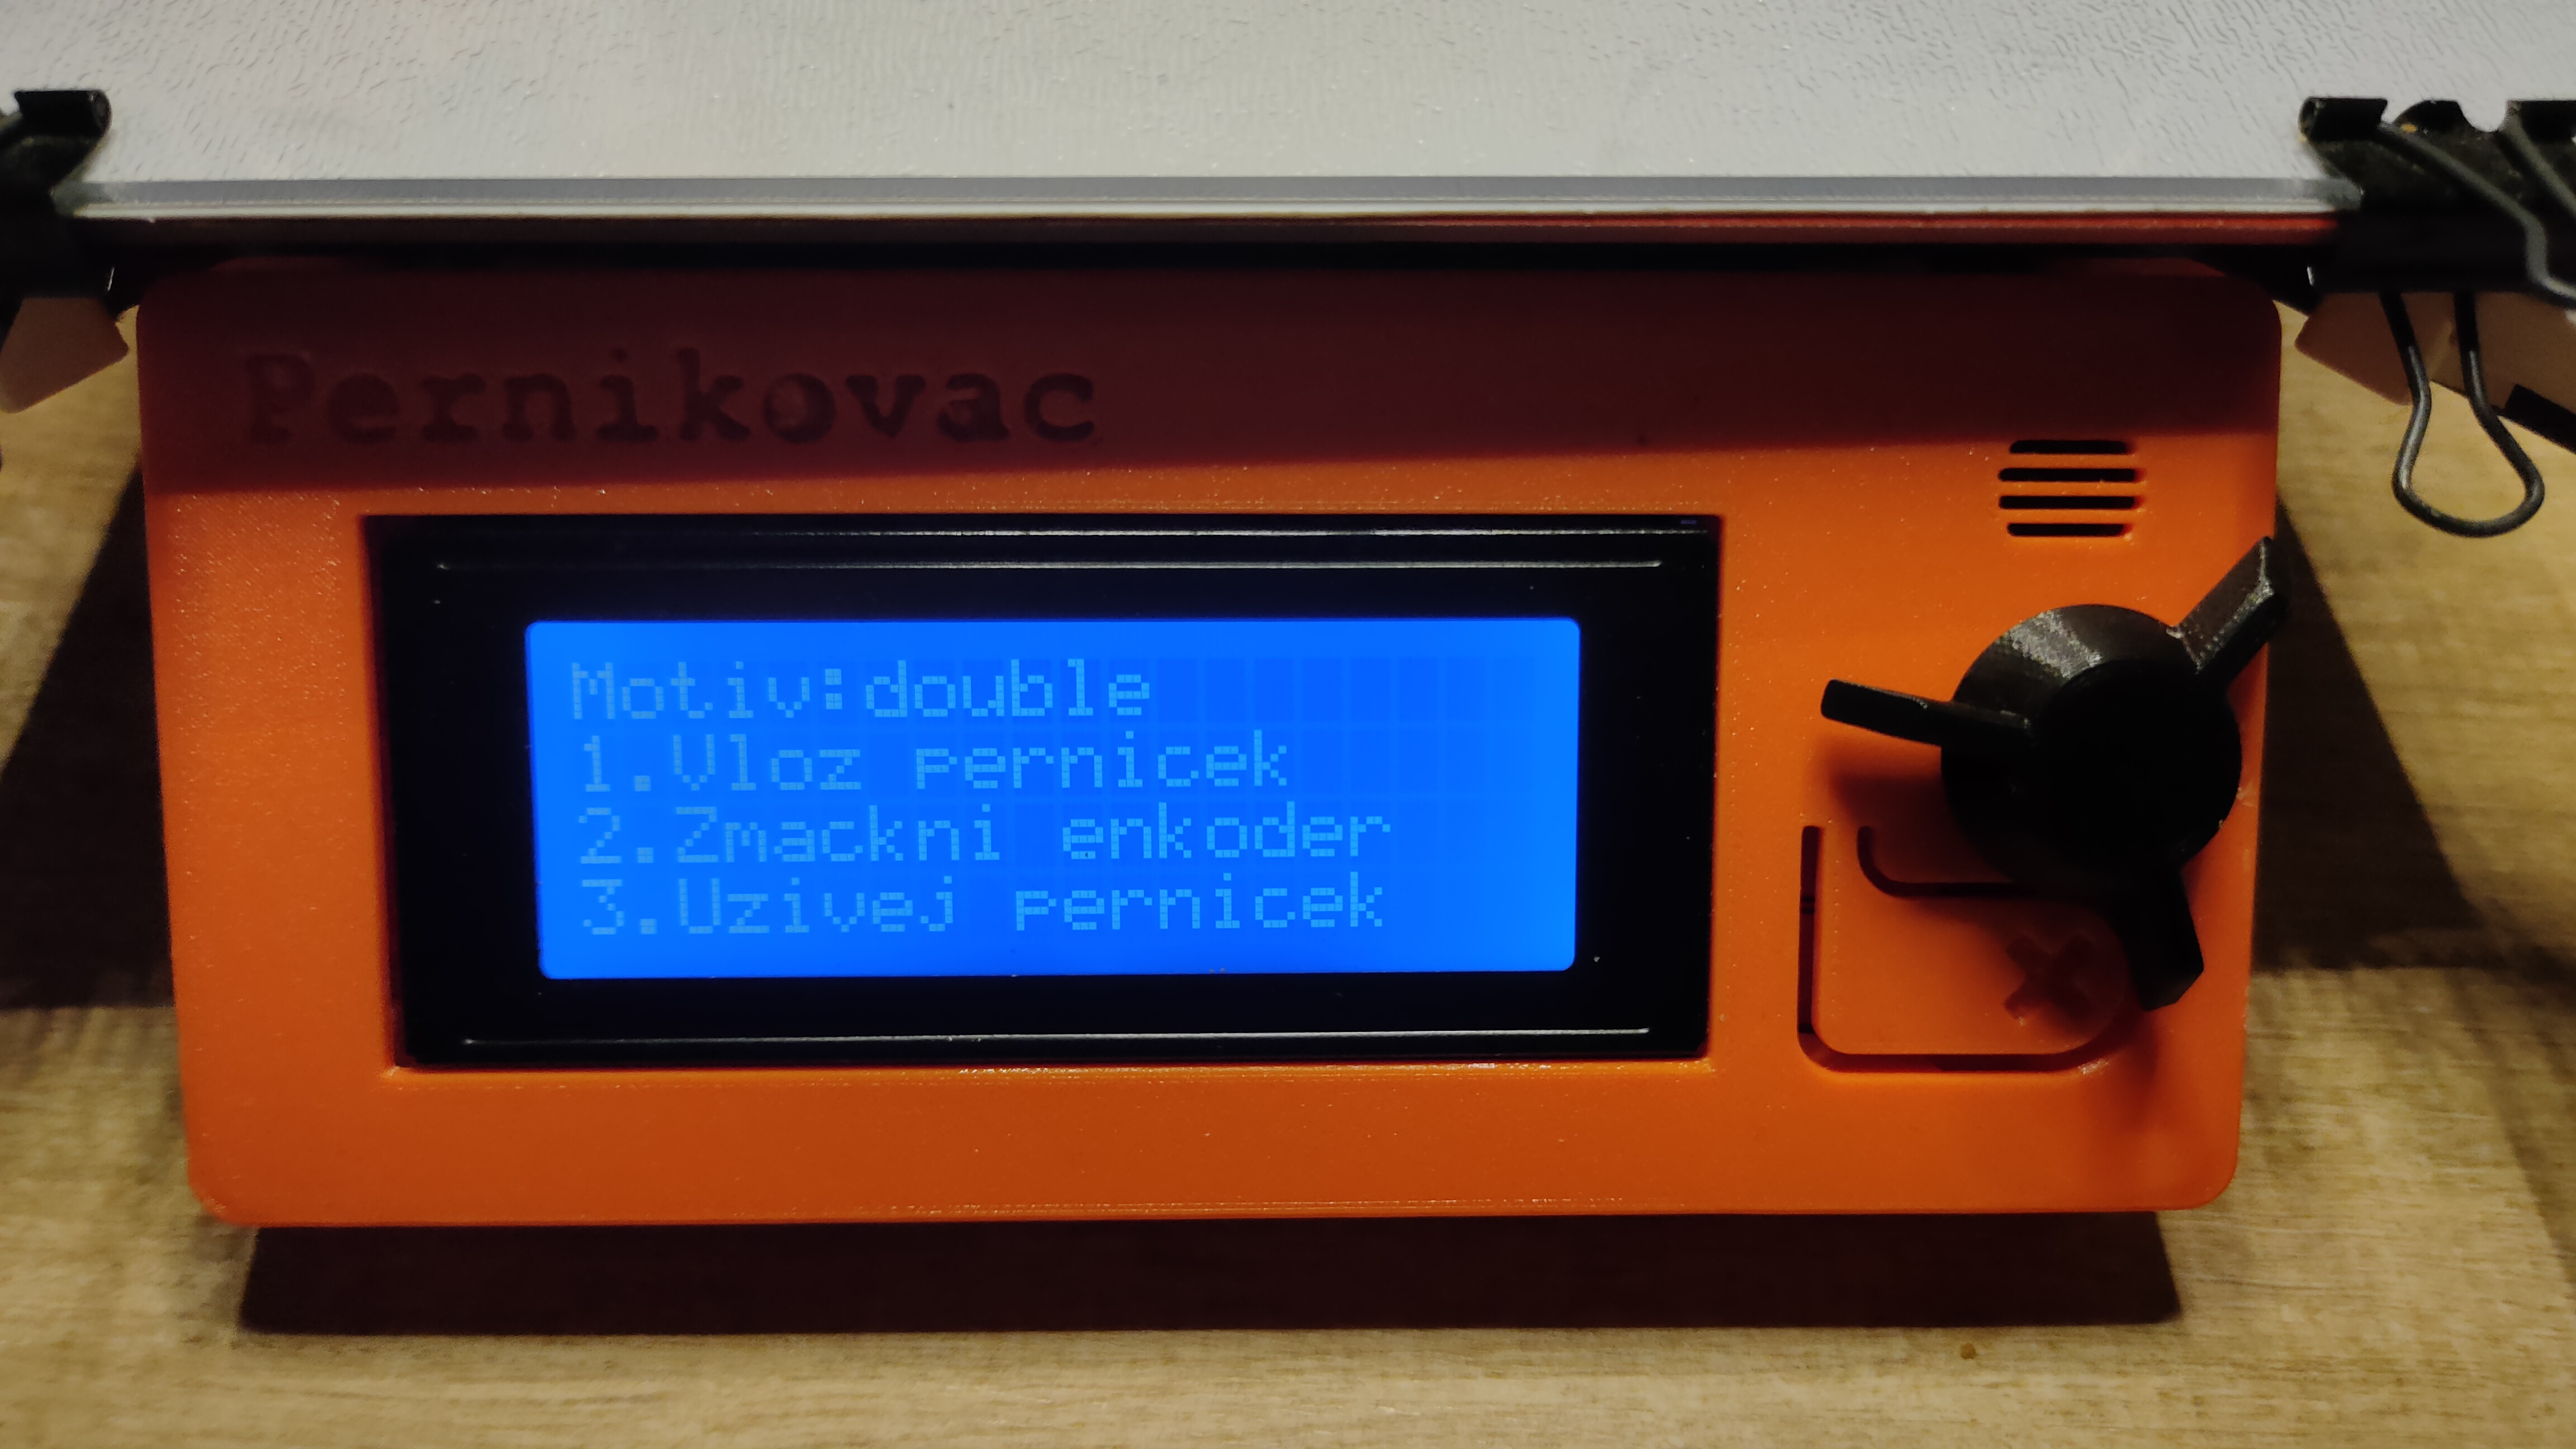 Pernikovac
Motiv:double
1.Vloz pernicek
2.Zmackni enkoder
3.Uzivej pernicek